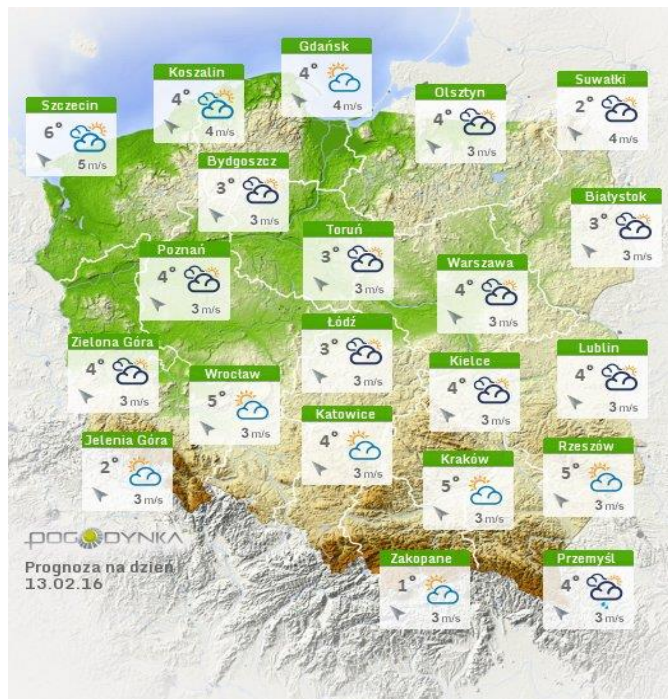 Gdańsk
4°
4 m/s
Koszalin
4°
4 m/s
Suwałki
2°
4 m/s
Olsztyn
4°
3 m/s
Szczecin
6°
5 m/s
Bydgoszcz
3°
3 m/s
Białystok
3°
3 m/s
Toruń
3°
3 m/s
Poznań
4°
3 m/s
Warszawa
4°
3 m/s
Łódź
3°
3 m/s
Zielona Góra
4°
3 m/s
Lublin
4°
3 m/s
Kielce
4°
3 m/s
Wrocław
5°
3 m/s
Katowice
4°
3 m/s
Jelenia Góra
2°
3 m/s
Rzeszów
5°
3 m/s
Kraków
5°
3 m/s
POGODYNKA
Prognoza na dzień
13.02.16
Zakopane
1°
3 m/s
Przemyśl
4°
3 m/s